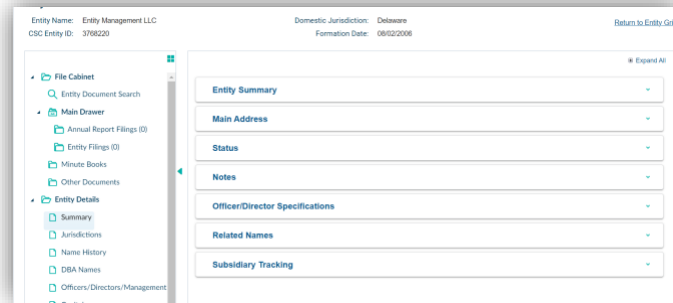 Entity Name: Entity Management LLC Domestic Jurisdiction: Delaware
CSC Entity ID: 3768220 Formation Date: 08/02/2006
Return to Entity Gri
Expand All
File Cabinet
Entity Document Search
Main Drawer
Annual Report Filings (0)
Entity Filings (0)
Minute Books
Other Documents
Entity Details
Summary
Jurisdictions
Name History
DBA Names
Officers/Directors/Management
Entity Summary
Main Address
Status
Notes
Officer/Director Specifications
Related Names
Subsidiary Tracking